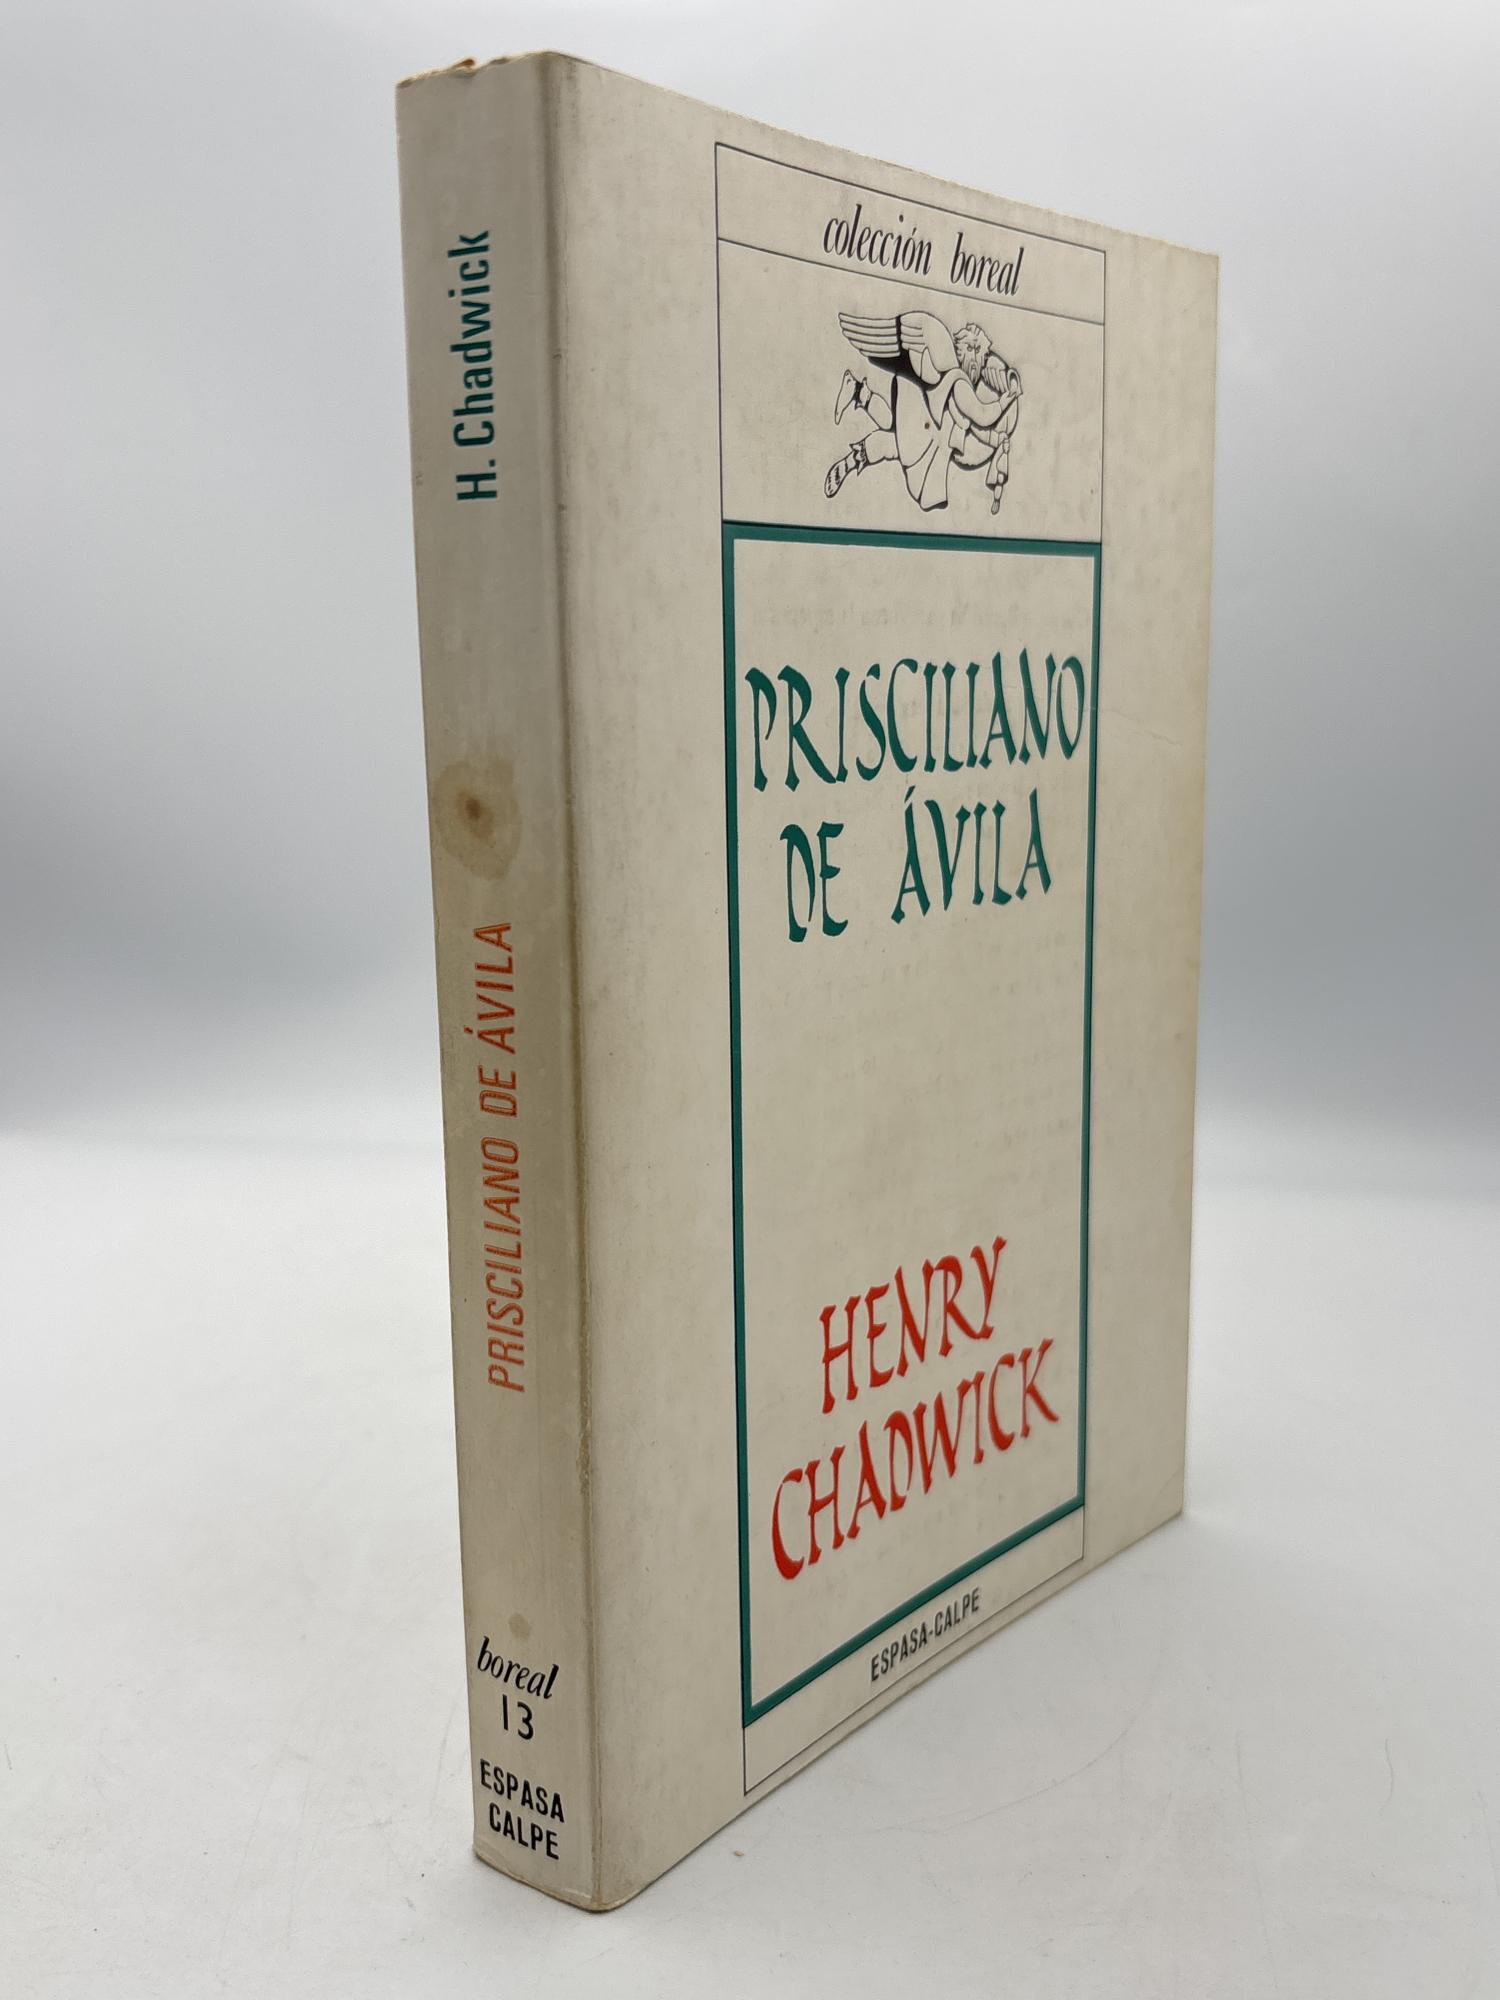 H. Chadwick
PRISCILIANO DE ÁVILA
boreal
13
ESPASA
CALPE
colección boreal
PRISCILIANO
DE ÁVILA
HENRY
CHADWICK
ESPASA-CALPE